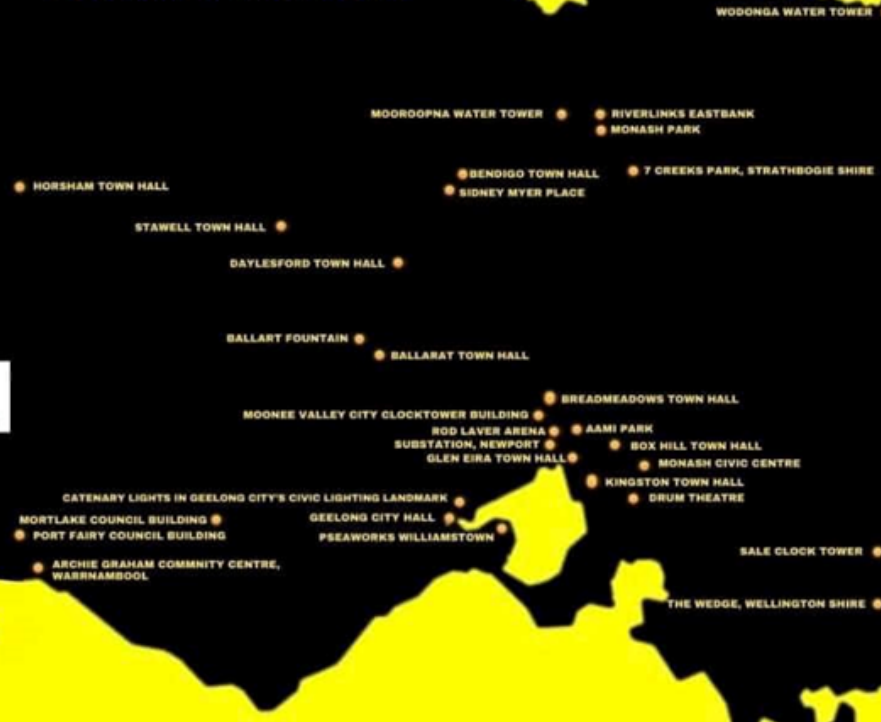 WODONGA WATER TOWER
MOOROOPNA WATER TOWER
RIVERLINKS EASTBANK
MONASH PARK
BENDIGO TOWN HALL
7 CREEKS PARK, STRATHBOGIE SHIRE
HORSHAM TOWN HALL
SIDNEY MYER PLACE
STAWELL TOWN HALL
DAYLESFORD TOWN HALL
BALLART FOUNTAIN
BALLARAT TOWN HALL
BREADMEADOWS TOWN HALL
MOONEE VALLEY CITY CLOCKTOWER BUILDING
ROD LAVER ARENA
AAMI PARK
SUBSTATION, NEWPORT
BOX HILL TOWN HALL
GLEN EIRA TOWN HALL
MONASH CIVIC CENTRE
KINGSTON TOWN HALL
CATENARY LIGHTS IN GEELONG CITY'S CIVIC LIGHTING LANDMARK
DRUM THEATRE
MORTLAKE COUNCIL BUILDING
GEELONG CITY HALL
PORT FAIRY COUNCIL BUILDING
PSEAWORKS WILLIAMSTOWN
SALE CLOCK TOWER
ARCHIE GRAHAM COMMNITY CENTRE,
WARRNAMBOOL
THE WEDGE, WELLINGTON SHIRE